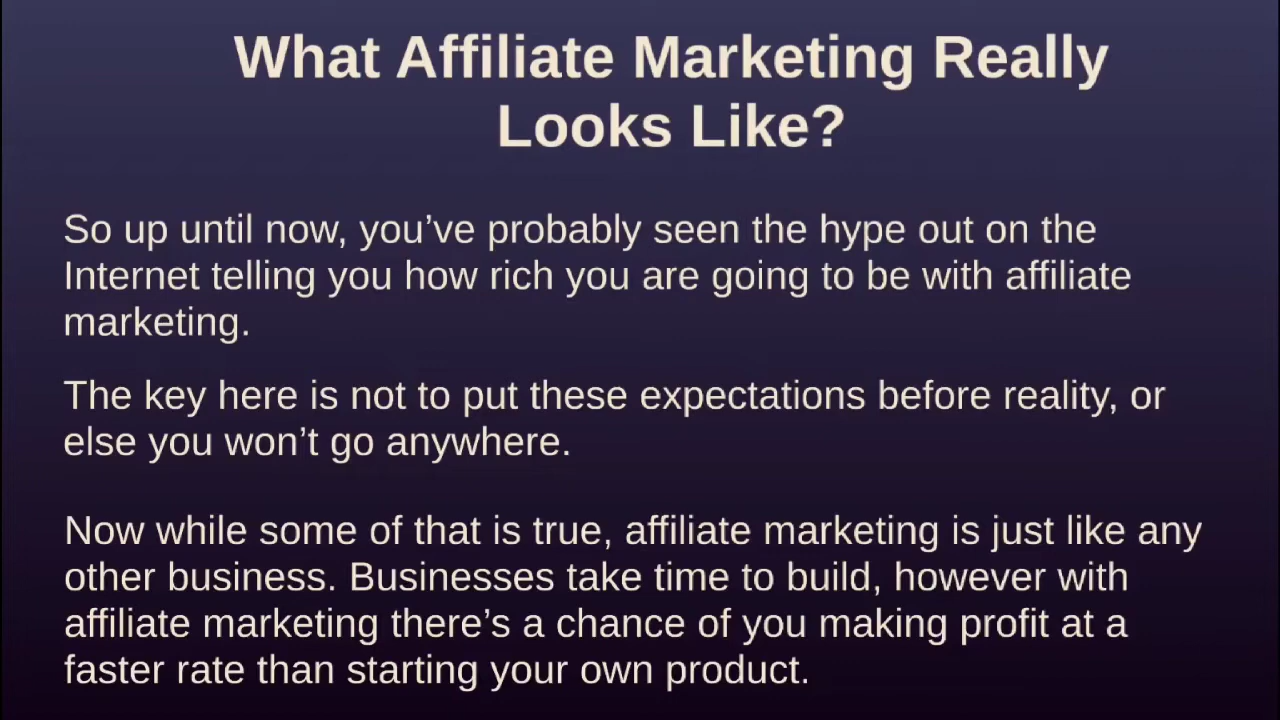 What Affiliate Marketing Really
Looks Like?
So up until now, you’ve probably seen the hype out on the
Internet telling you how rich you are going to be with affiliate
marketing.
The key here is not to put these expectations before reality, or
else you won’t go anywhere.
Now while some of that is true, affiliate marketing is just like any
other business. Businesses take time to build, however with
affiliate marketing there’s a chance of you making profit at a
faster rate than starting your own product.